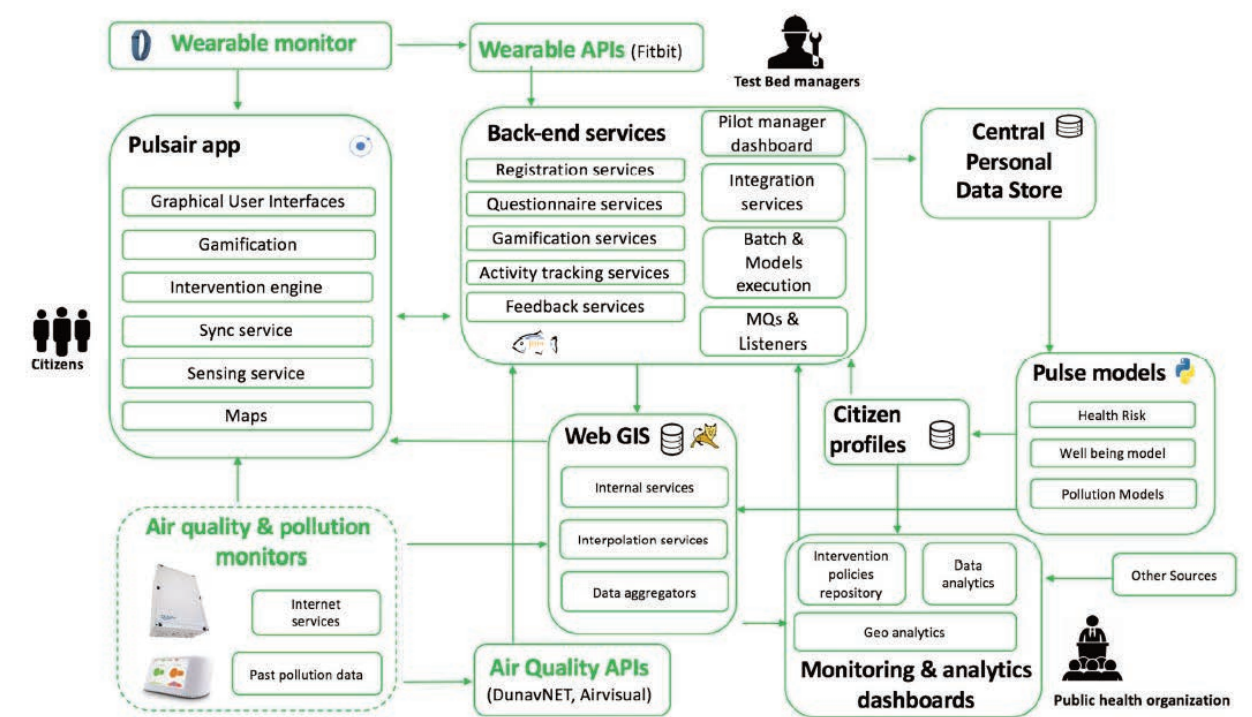 Wearable monitor
Wearable APIs (Fitbit)
Test Bed managers
Pulsair app
Graphical User Interfaces
Gamification
Intervention engine
Sync service
Sensing service
Maps
Citizens
Back-end services
Registration services
Questionnaire services
Gamification services
Activity tracking services
Feedback services
Pilot manager
dashboard
Integration
services
Batch &
Models
execution
MQs &
Listeners
Central
Personal
Data Store
Pulse models
Health Risk
Well being model
Pollution Models
Citizen
profiles
Web GIS
Internal services
Interpolation services
Data aggregators
Air quality & pollution
monitors
Internet
services
Past pollution data
Air Quality APIs
(DunavNET, Airvisual)
Intervention
policies
repository
Data
analytics
Geo analytics
Monitoring & analytics
dashboards
Other Sources
Public health organization